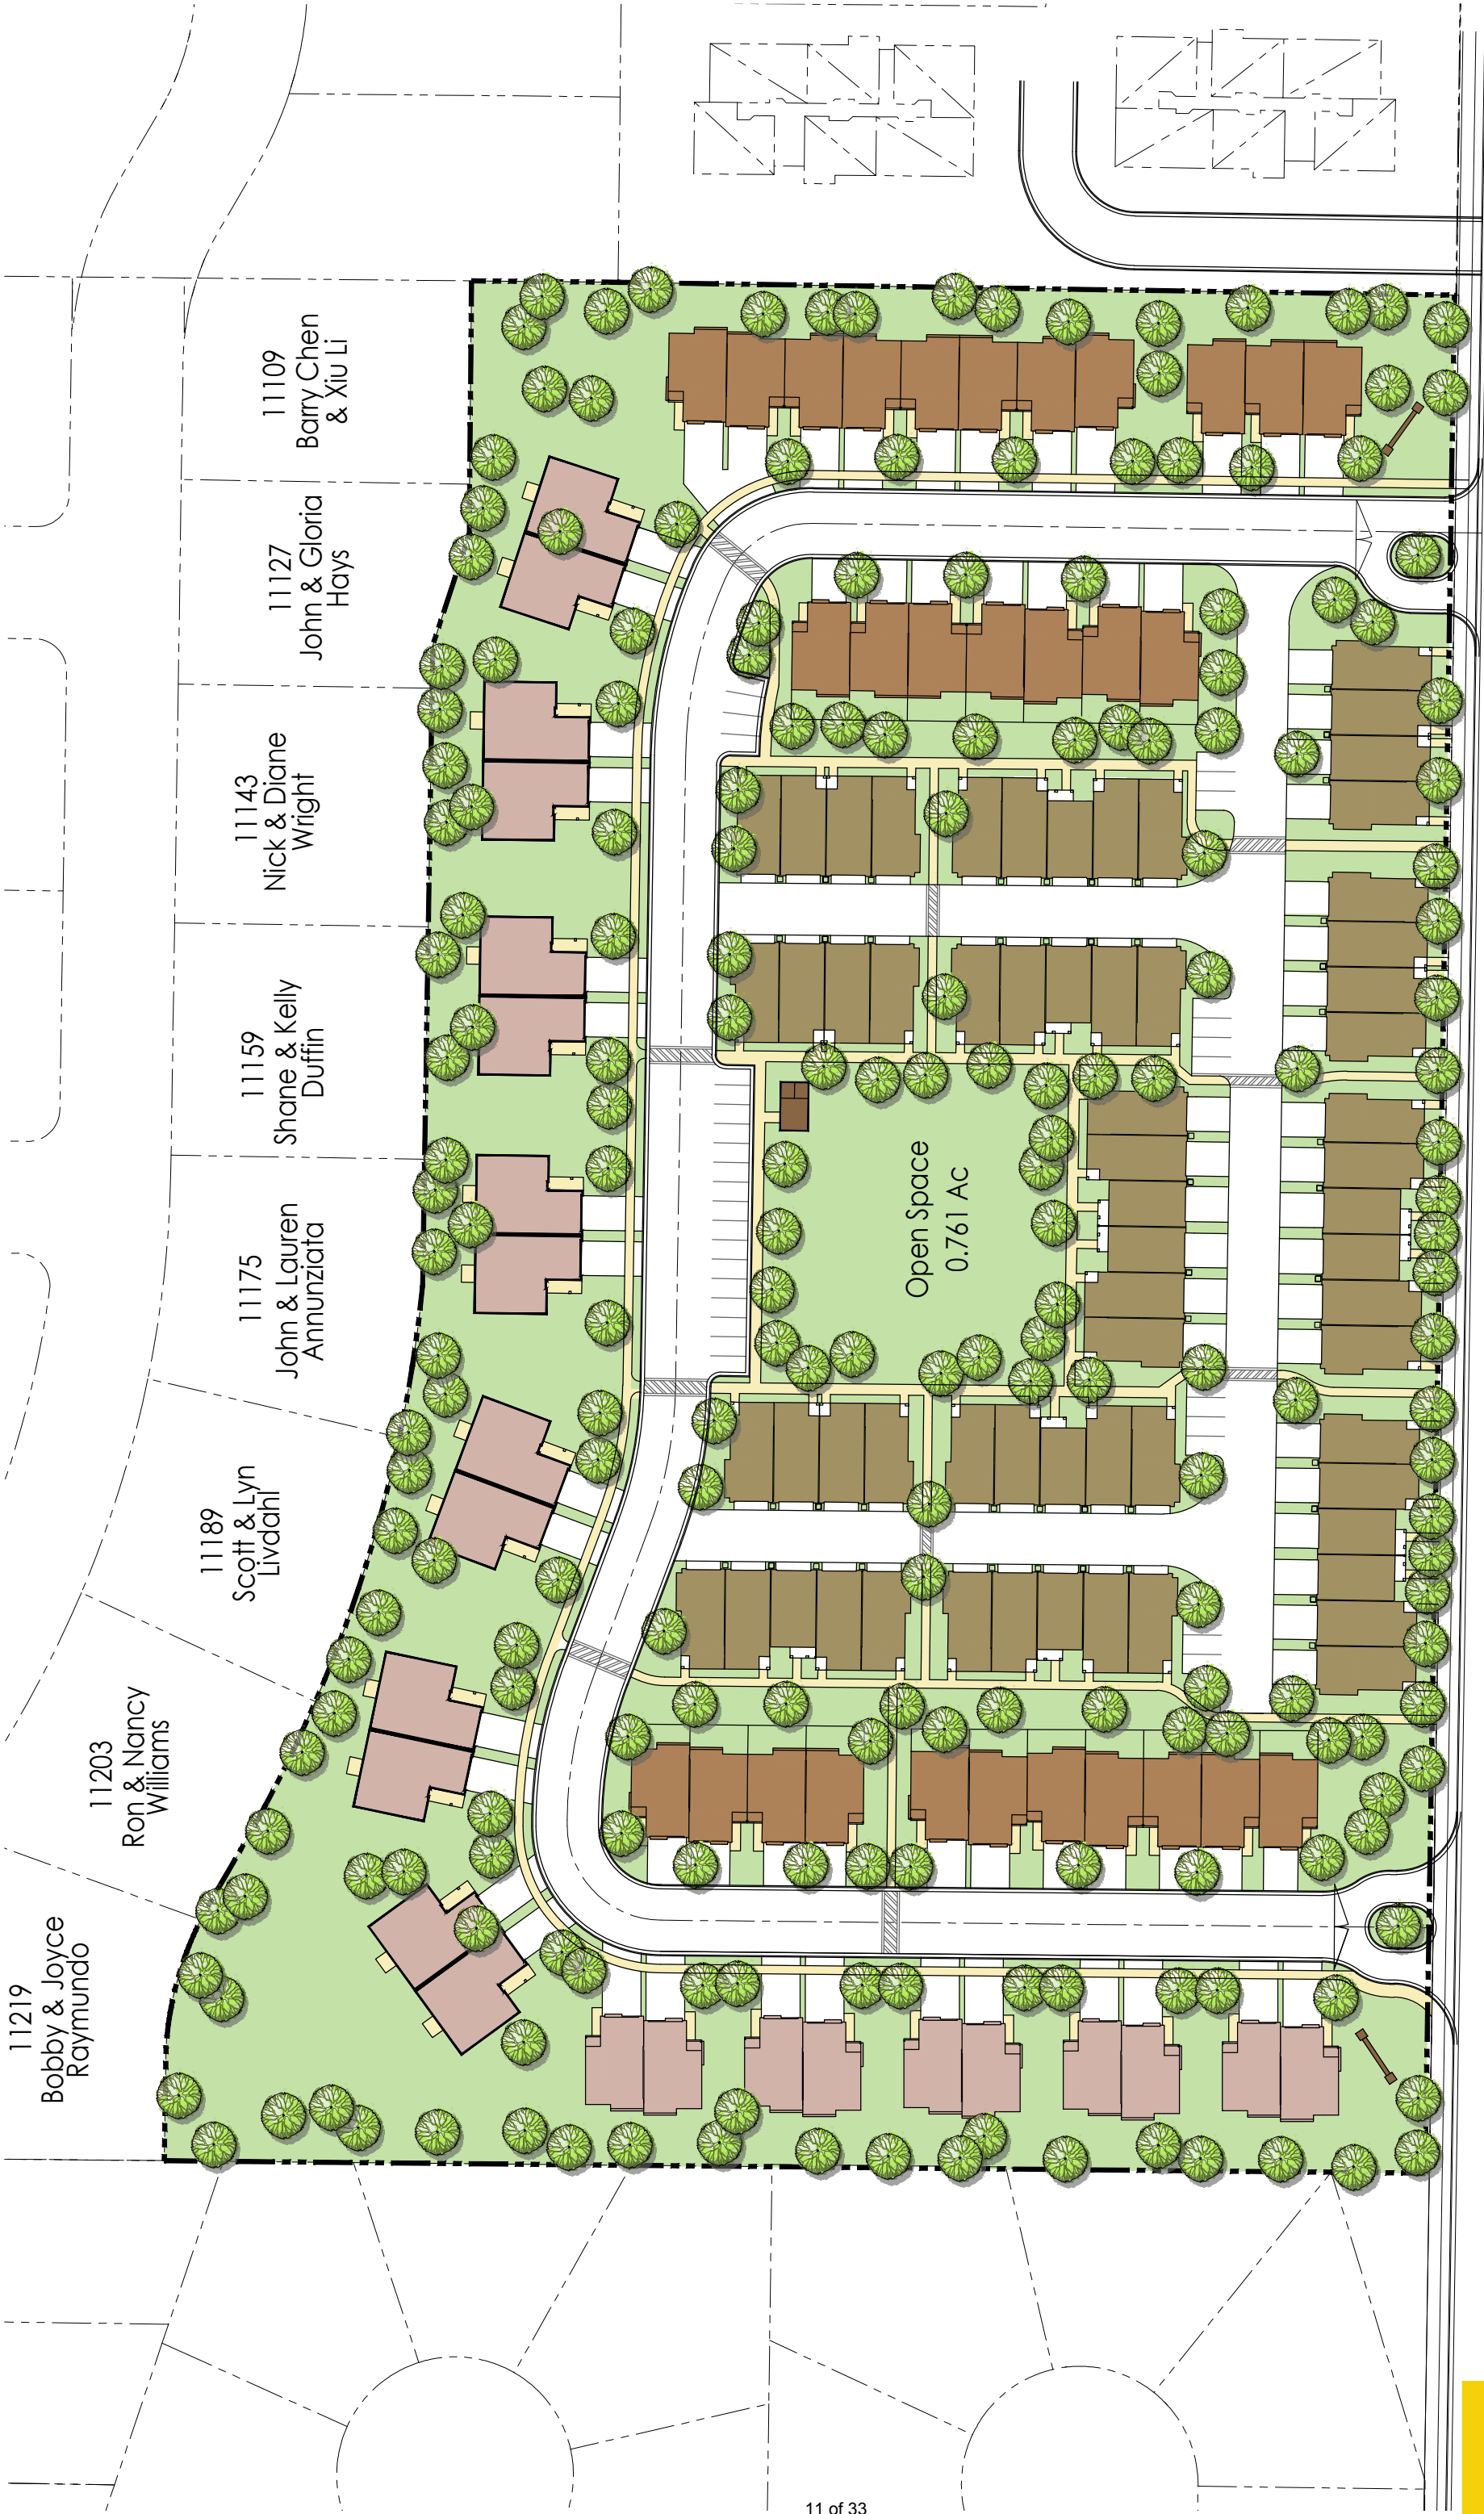 11109
Barry Chen
& Xiu Li
11127
John & Gloria
Hays
11143
Nick & Diane
Wright
11159
Shane & Kelly
Duffin
11175
John & Lauren
Annunziata
11189
Scott & Lyn
Livdahl
11203
Ron & Nancy
Williams
11219
Bobby & Joyce
Raymundo
Open Space
0.761 Ac
11 of 33